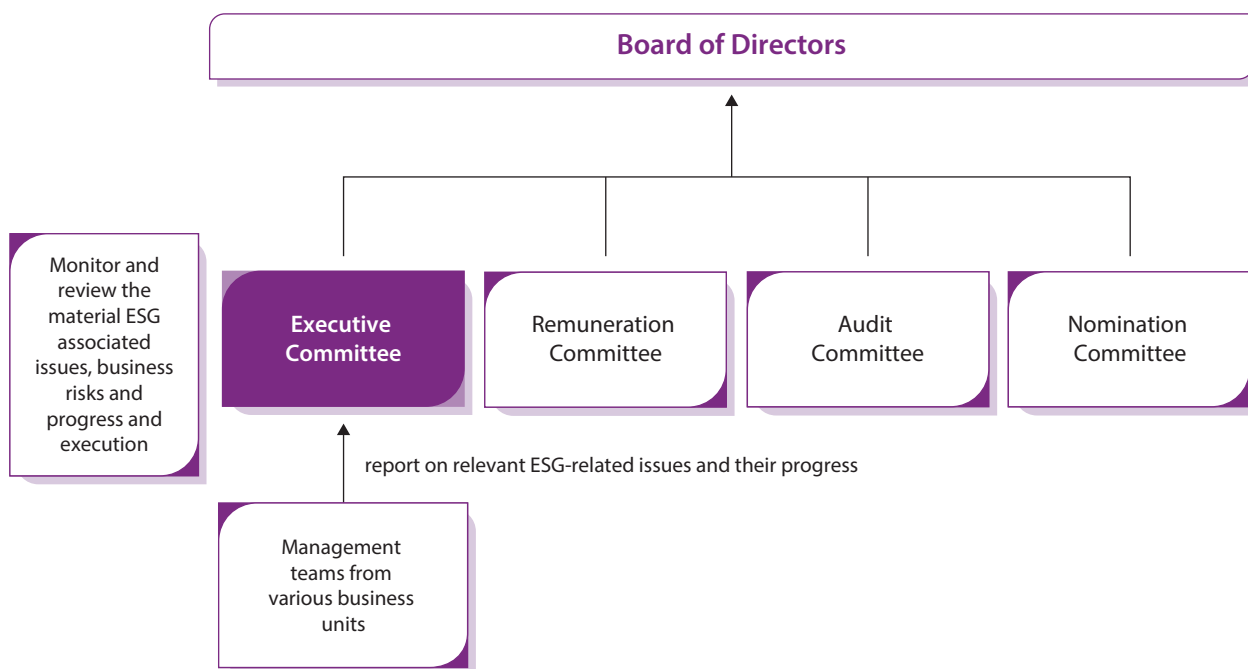 Board of Directors
Monitor and
review the
material ESG
associated
issues, business
risks and
progress and
execution
Executive
Committee
Remuneration
Committee
Audit
Committee
Nomination
Committee
report on relevant ESG-related issues and their progress
Management
teams from
various business
units